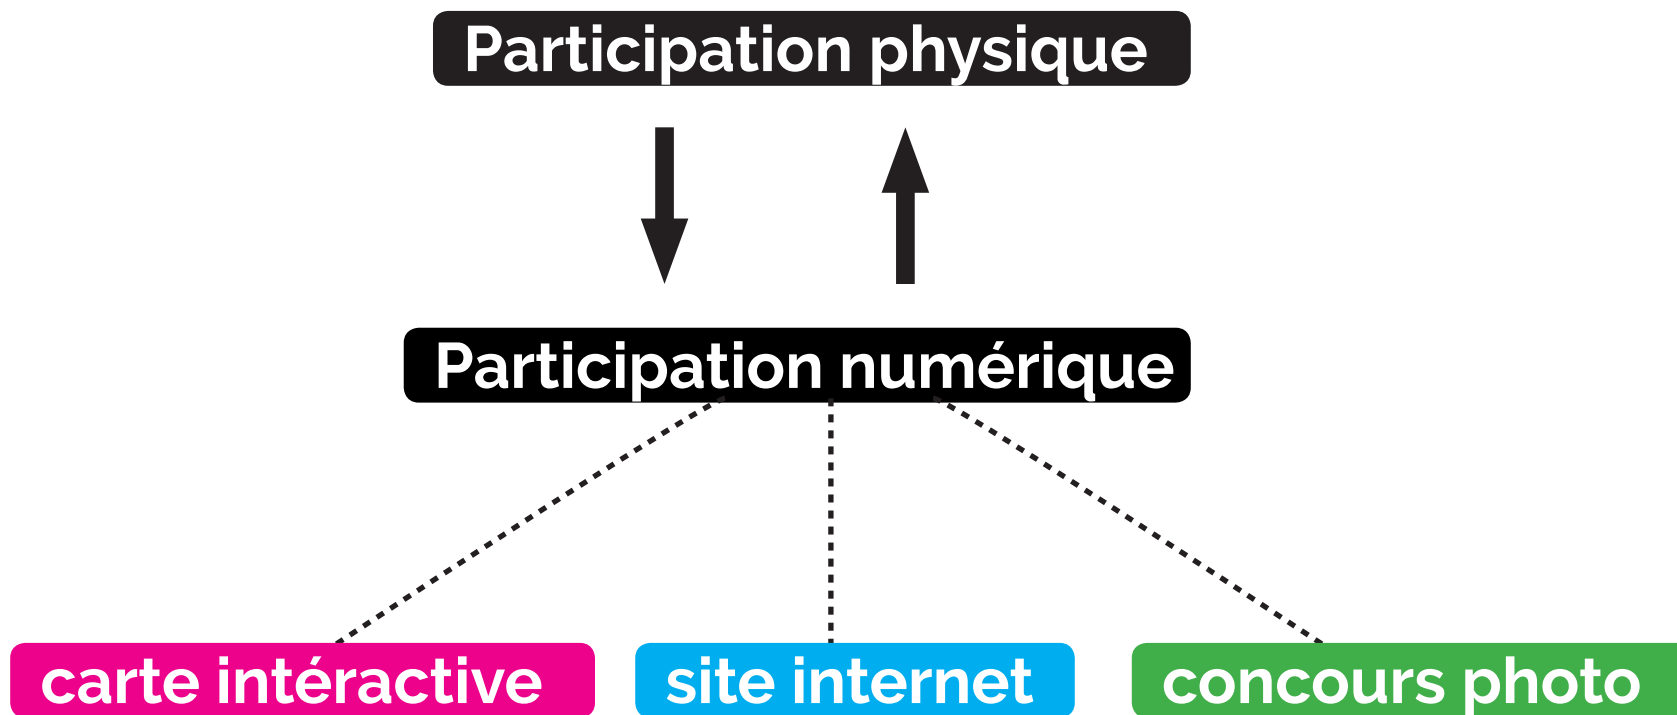 Participation physique
Participation numérique
carte intéractive
site internet
concours photo